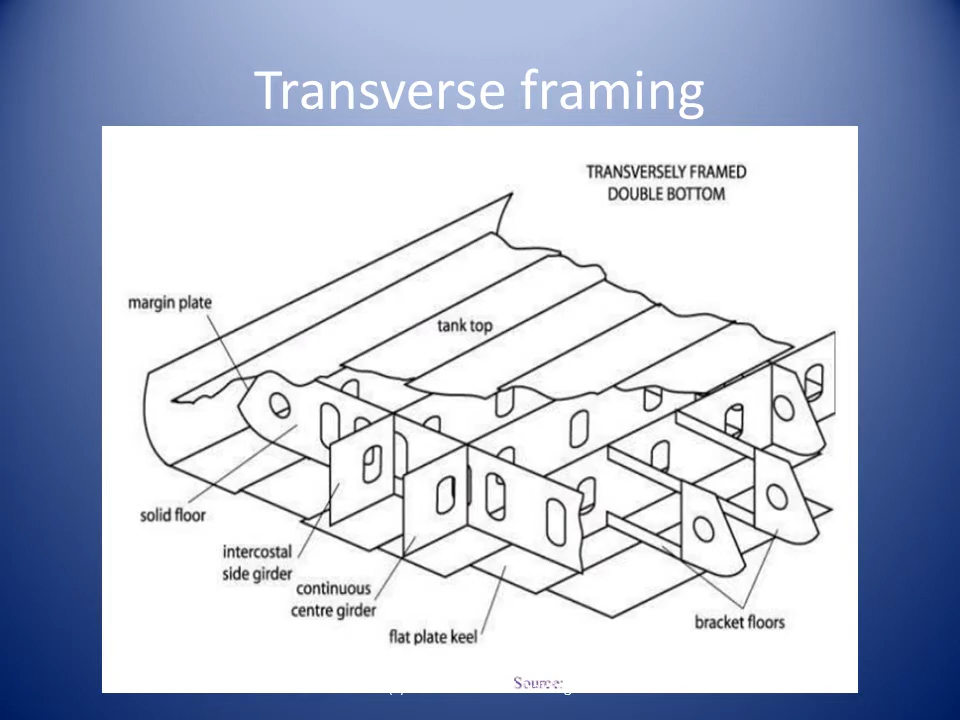 Transverse framing
TRANSVERSELY FRAMED
DOUBLE BOTTOM
margin plate
tank top
solid floor
intercostal
side girder
continuous
centre girder
flat plate keel
bracket floors
Source: